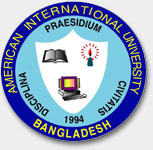 AMERICAN INTERNATIONAL UNIVERSITY
BANGLADESH
DISCIPLINA
PRAESIDIUM
CIVITATIS
1994